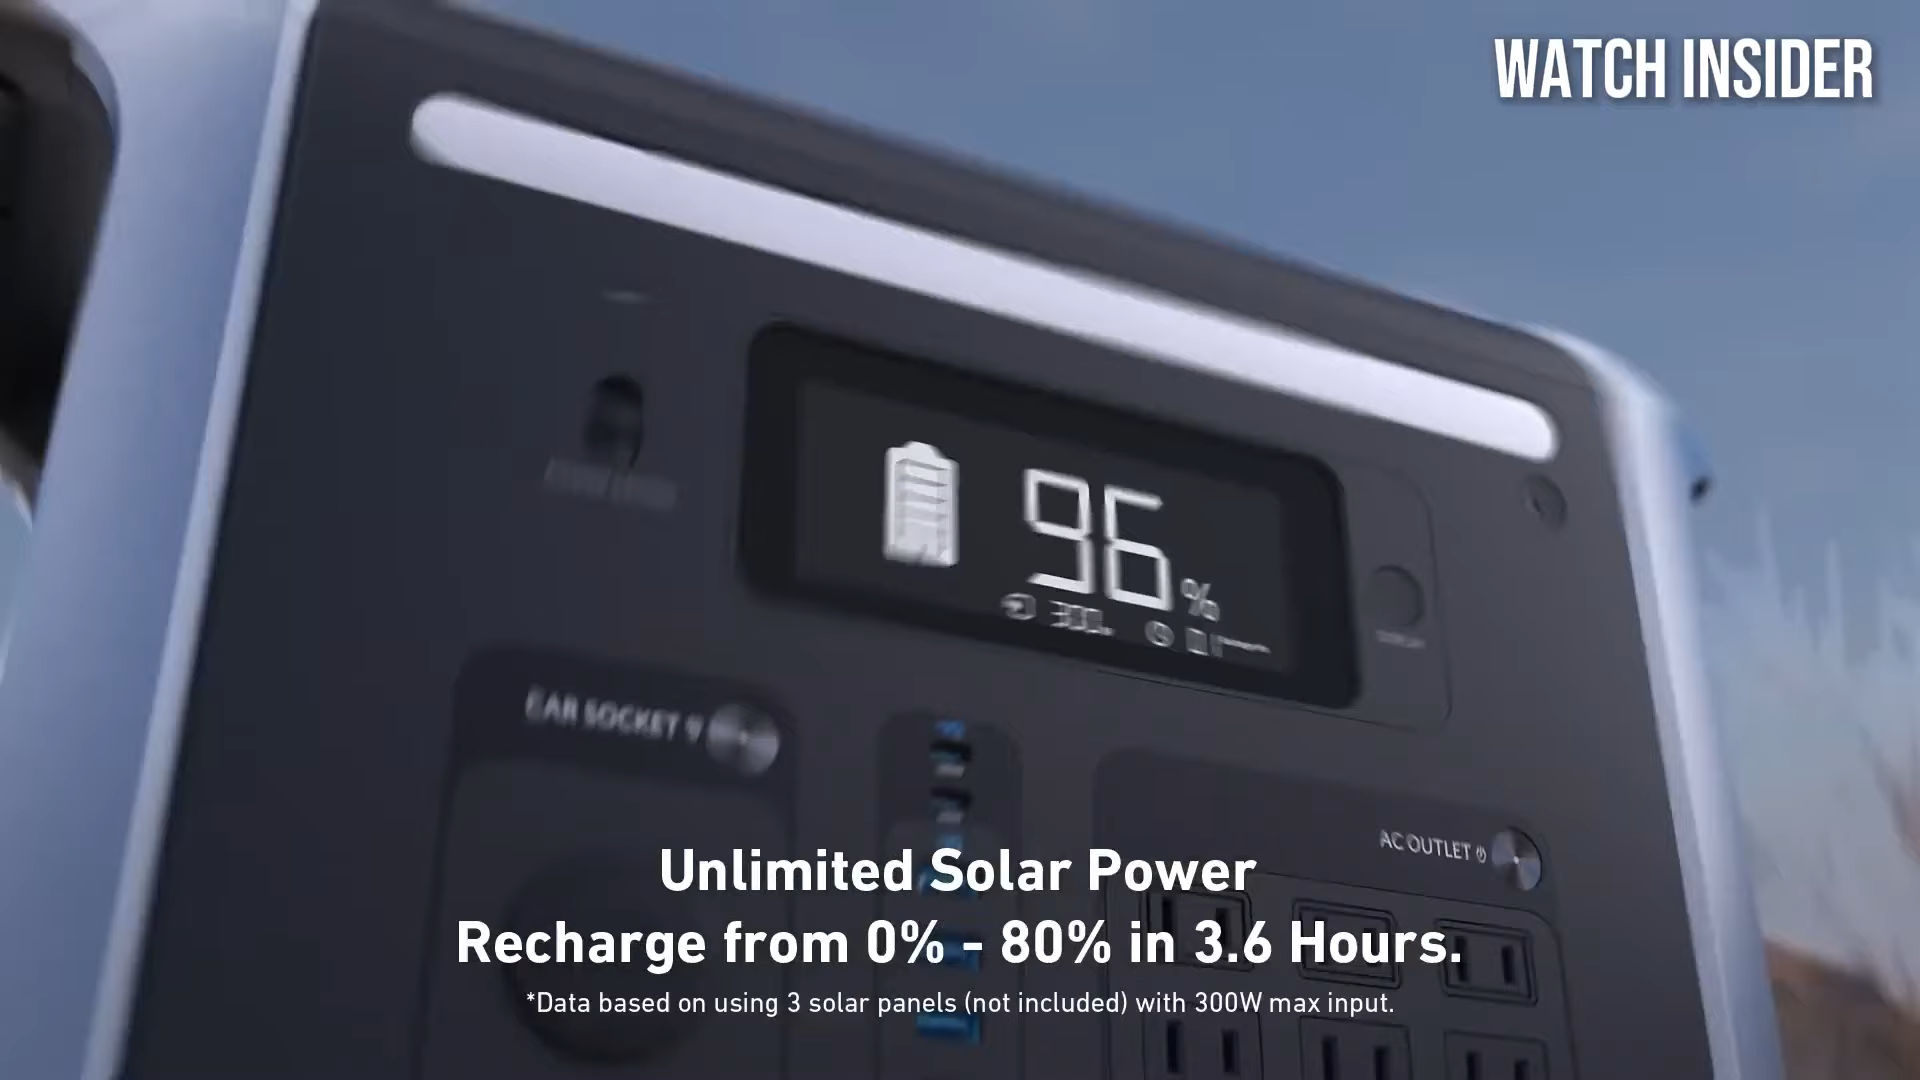 WATCH INSIDER
96%
300W
CAR SOCKET
AC OUTLET
Unlimited Solar Power
Recharge from 0% - 80% in 3.6 Hours.
*Data based on using 3 solar panels (not included) with 300W max input.